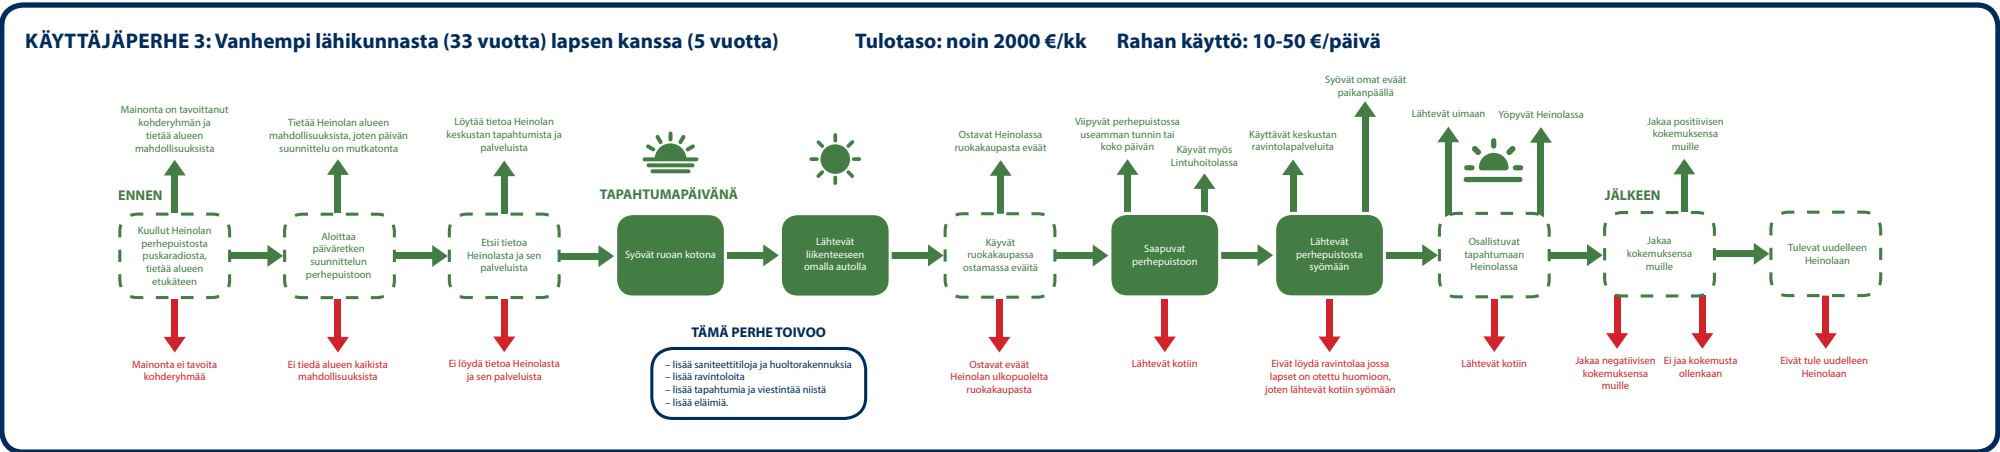 KÄYTTÄJÄPERHE 3: Vanhempi lähikunnasta (33 vuotta) lapsen kanssa (5 vuotta)
Tulotaso: noin 2000 €/kk
Rahan käyttö: 10-50 €/päivä
Mainonta on tavoittanut
kohderyhmän ja
tietää alueen
mahdollisuuksista
Tietää Heinolan alueen
mahdollisuuksista, joten päivän
suunnittelu on mutkatonta
Löytää tietoa Heinolan
keskustan tapahtumista ja
palveluista
Ostavat Heinolassa
ruokakaupasta eväät
Viipyvät perhepuistossa
useamman tunnin tai
koko päivän
Käyvät myös
Lintuhoitolassa
Käyttävät keskustan
ravintolapalveluita
Syövät omat eväät
paikanpäällä
Lähtevät uimaan
Yöpyvät Heinolassa
Jakaa positiivisen
kokemuksensa
muille
ENNEN
TAPAHTUMAPÄIVÄNÄ
JÄLKEEN
Kuullut Heinolan
perhepuistosta
puskaradiosta,
tietää alueen
etukäteen
Aloittaa
päiväretken
suunnittelun
perhepuistoon
Etsii tietoa
Heinolasta ja sen
palveluista
Syövät ruoan kotona
Lähtevät
liikenteeseen
omalla autolla
Käyvät
ruokakaupassa
ostamassa eväitä
Saapuvat
perhepuistoon
Lähtevät
perhepuistosta
syömään
Osallistuvat
tapahtumaan
Heinolassa
Jakaa
kokemuksensa
muille
Tulevat uudelleen
Heinolaan
Mainonta ei tavoita
kohderyhmää
Ei tiedä alueen kaikista
mahdollisuuksista
Ei löydä tietoa Heinolasta
ja sen palveluista
TÄMÄ PERHE TOIVOO
– lisää saniteettitiloja ja huoltorakennuksia
– lisää ravintoloita
– lisää tapahtumia ja viestintää niistä
– lisää eläimiä.
Ostavat eväät
Heinolan ulkopuolelta
ruokakaupasta
Lähtevät kotiin
Eivät löydä ravintolaa jossa
lapset on otettu huomioon,
joten lähtevät kotiin syömään
Lähtevät kotiin
Jakaa negatiivisen
kokemuksensa
muille
Ei jaa kokemusta
ollenkaan
Eivät tule uudelleen
Heinolaan